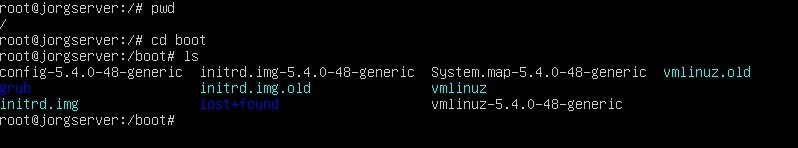 root@jorgserver:/# pwd
/
root@jorgserver:/# cd boot
root@jorgserver:/boot# ls
config-5.4.0-48-generic initrd.img-5.4.0-48-generic System.map-5.4.0-48-generic vmlinuz.old
grub initrd.img.old vmlinuz
initrd.img lost+found vmlinuz-5.4.0-48-generic
root@jorgserver:/boot#